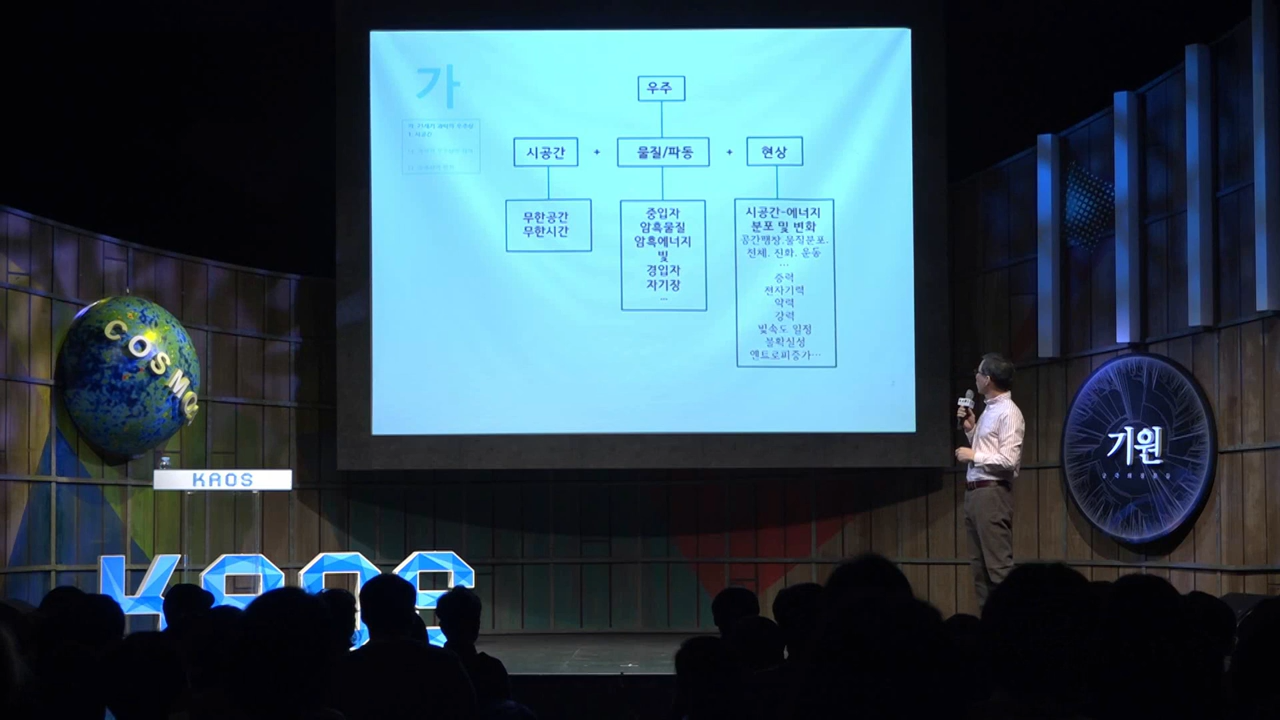 가
우주
시공간 + 물질/파동 + 현상
무한공간
무한시간
중입자
암흑물질
암흑에너지
빛
경입자
자기장
...
시공간-에너지
분포 및 변화
공간팽창.물질분포.
천체. 진화. 운동
...
중력
전자기력
약력
강력
빛속도 일정
불확실성
엔트로피증가...
COSMOS
KAOS
KAOS
기원